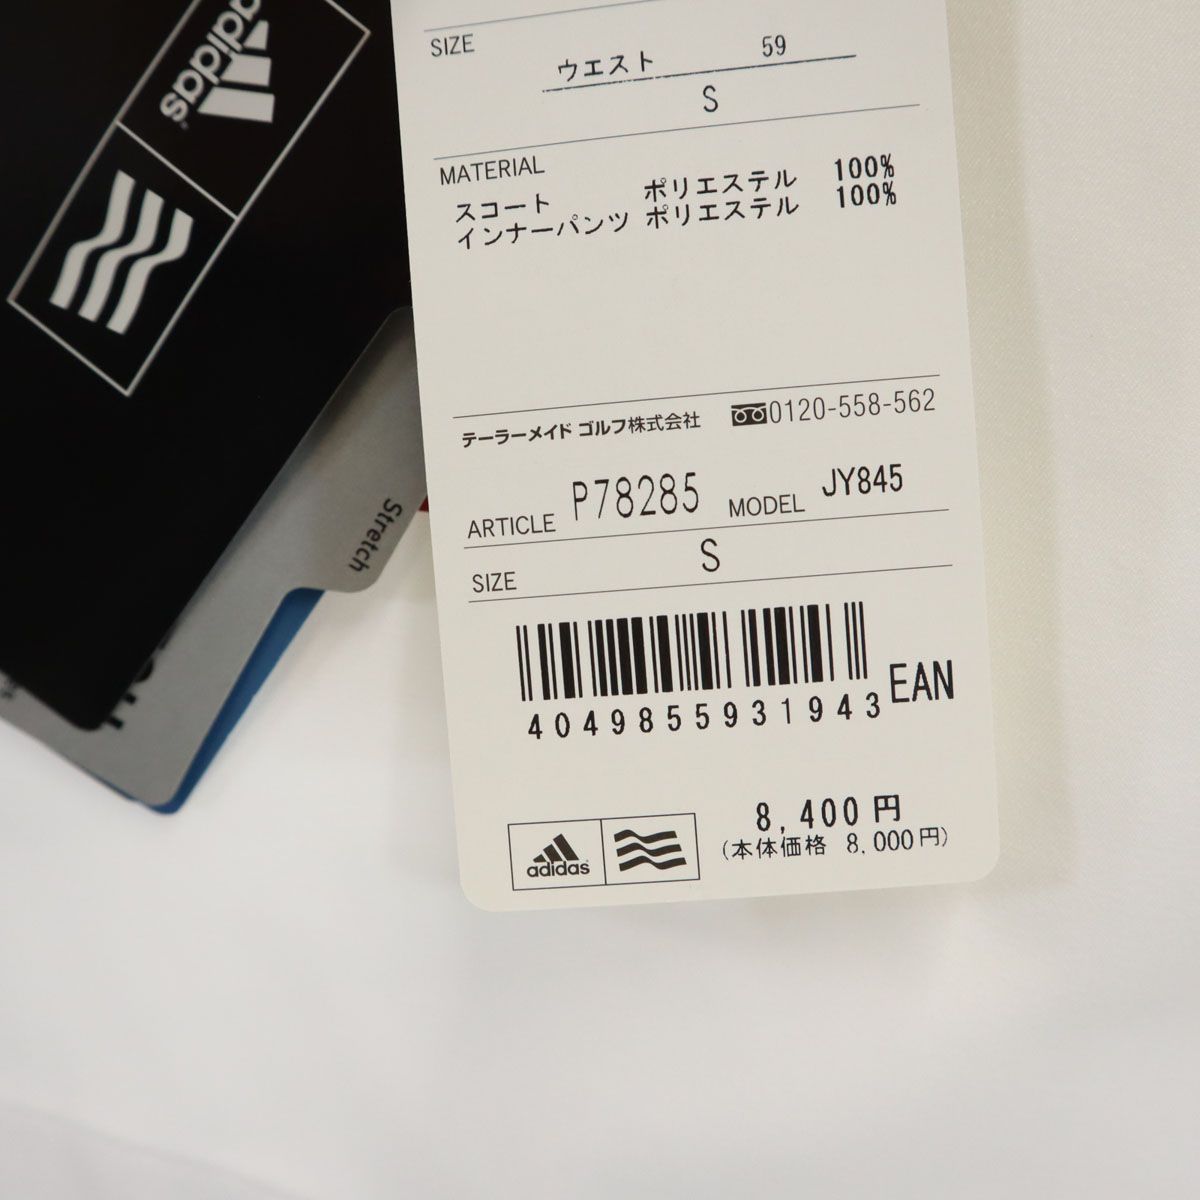 adidas
Stretch
SIZE
ウエスト 59
S
MATERIAL
スコート ポリエステル 100%
インナーパンツ ポリエステル 100%
テーラーメイド ゴルフ株式会社 0120-558-562
ARTICLE P78285 MODEL JY845
SIZE S
4049855931943 EAN
adidas
8,400円
(本体価格 8,000円)